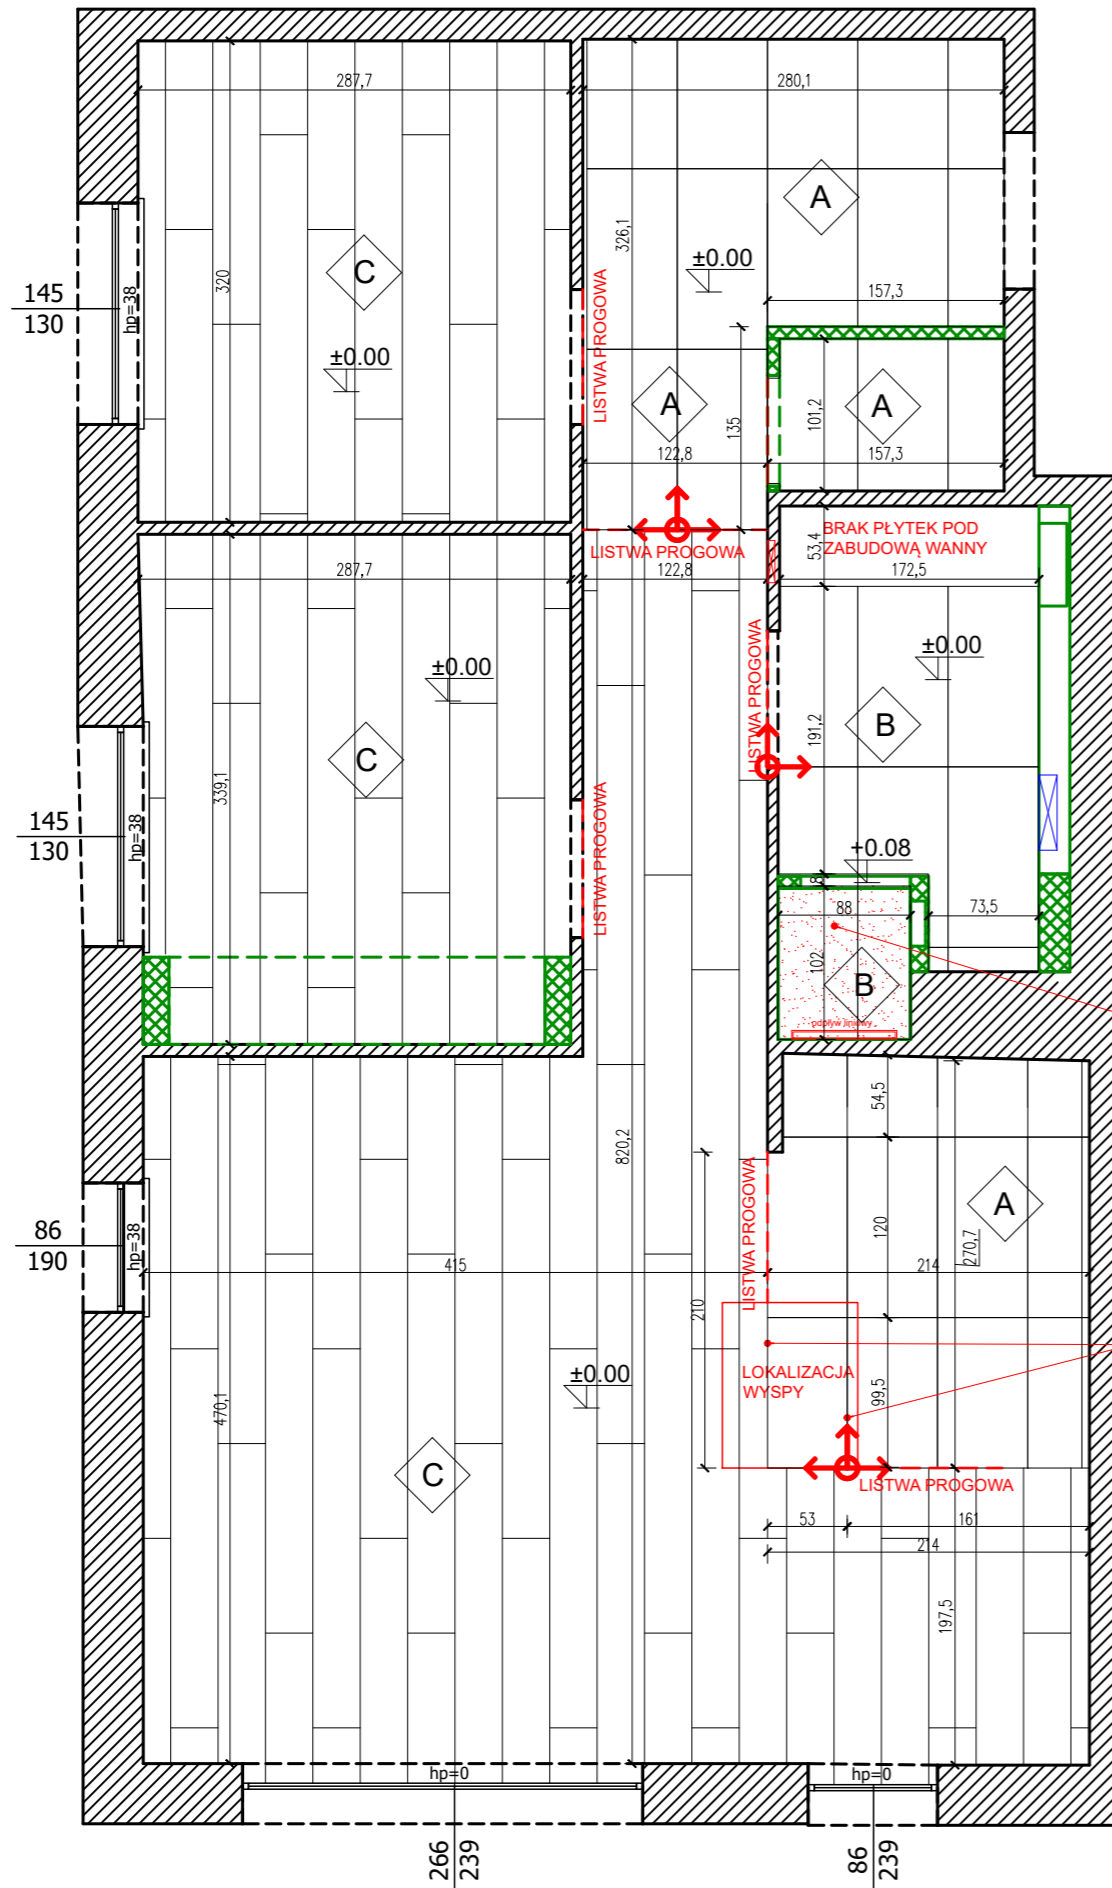 287,7
280,1
A
326,1
C
320
±0.00
±0.00
157,3
145
130
hp=38
LISTWA PROGOWA
A
A
135
101,2
122,8
157,3
LISTWA PROGOWA
BRAK PŁYTEK POD
ZABUDOWĄ WANNY
53,4
287,7
122,8
172,5
±0.00
±0.00
LISTWA PROGOWA
B
191,2
C
339,1
145
130
hp=38
LISTWA PROGOWA
+0.08
8
88
73,5
102
B
odpływ liniowy
54,5
820,2
LISTWA PROGOWA
A
120
270,7
86
190
hp=38
415
214
210
LOKALIZACJA
WYSPY
±0.00
99,5
470,1
C
LISTWA PROGOWA
53
161
214
197,5
hp=0
hp=0
266
239
86
239